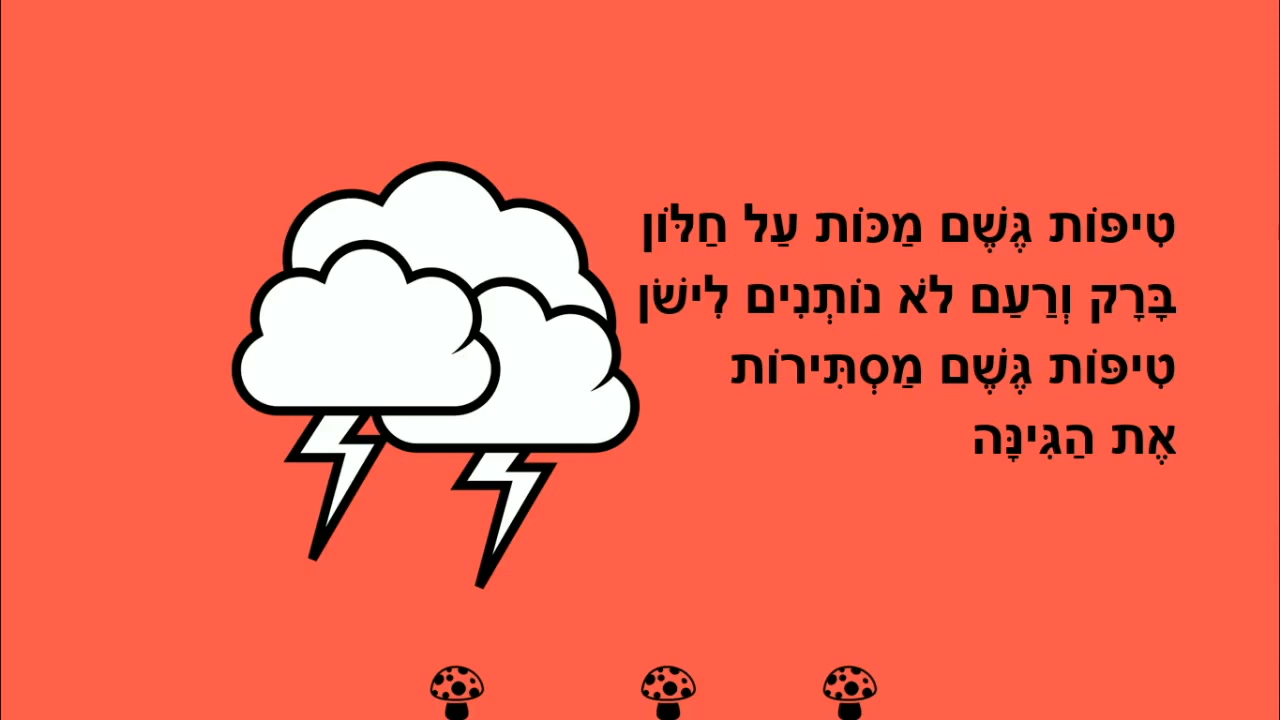 טִיפּוֹת גֶּשֶׁם מַכּוֹת עַל חַלּוֹן
בָּרָק וְרַעַם לֹא נוֹתְנִים לִישֹׁן
טִיפּוֹת גֶּשֶׁם מַסְתִּירוֹת
אֶת הַגִּינָּה